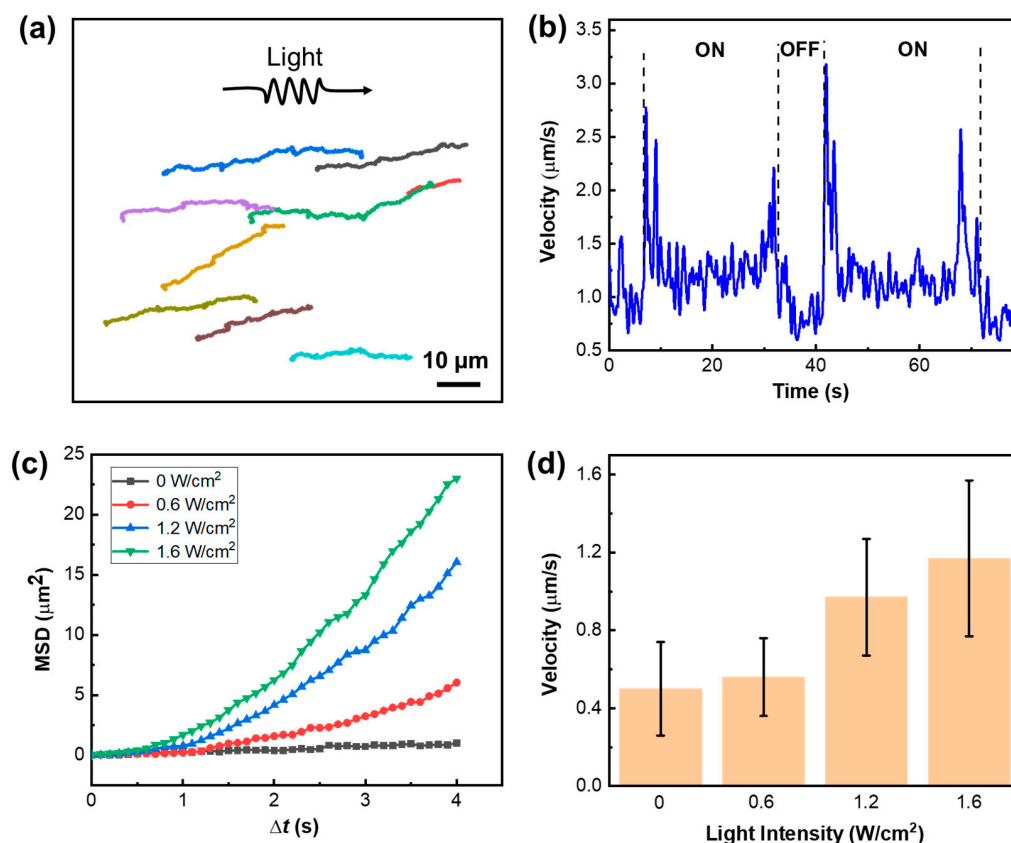 (a)
Light
10 μm
(b)
ON OFF ON
Velocity (μm/s)
3.5
3.0
2.5
2.0
1.5
1.0
0.5
0 20 40 60
Time (s)
(c)
MSD (μm²)
25
20
15
10
5
0
0 W/cm²
0.6 W/cm²
1.2 W/cm²
1.6 W/cm²
0 1 2 3 4
Δt (s)
(d)
Velocity (μm/s)
1.6
1.2
0.8
0.4
0.0
0 0.6 1.2 1.6
Light Intensity (W/cm²)